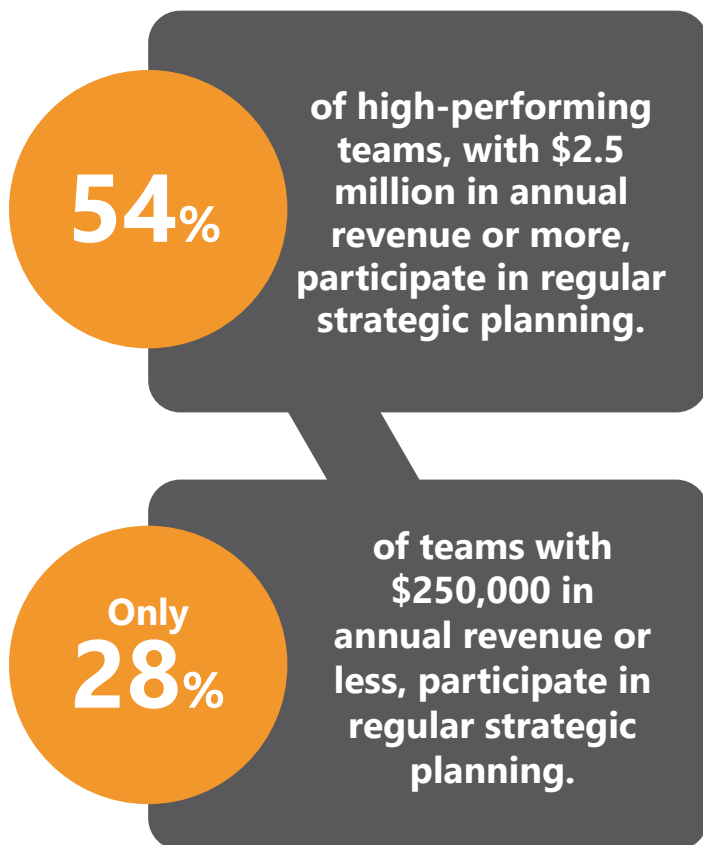 54%
of high-performing
teams, with $2.5
million in annual
revenue or more,
participate in regular
strategic planning.
Only
28%
of teams with
$250,000 in
annual revenue or
less, participate in
regular strategic
planning.